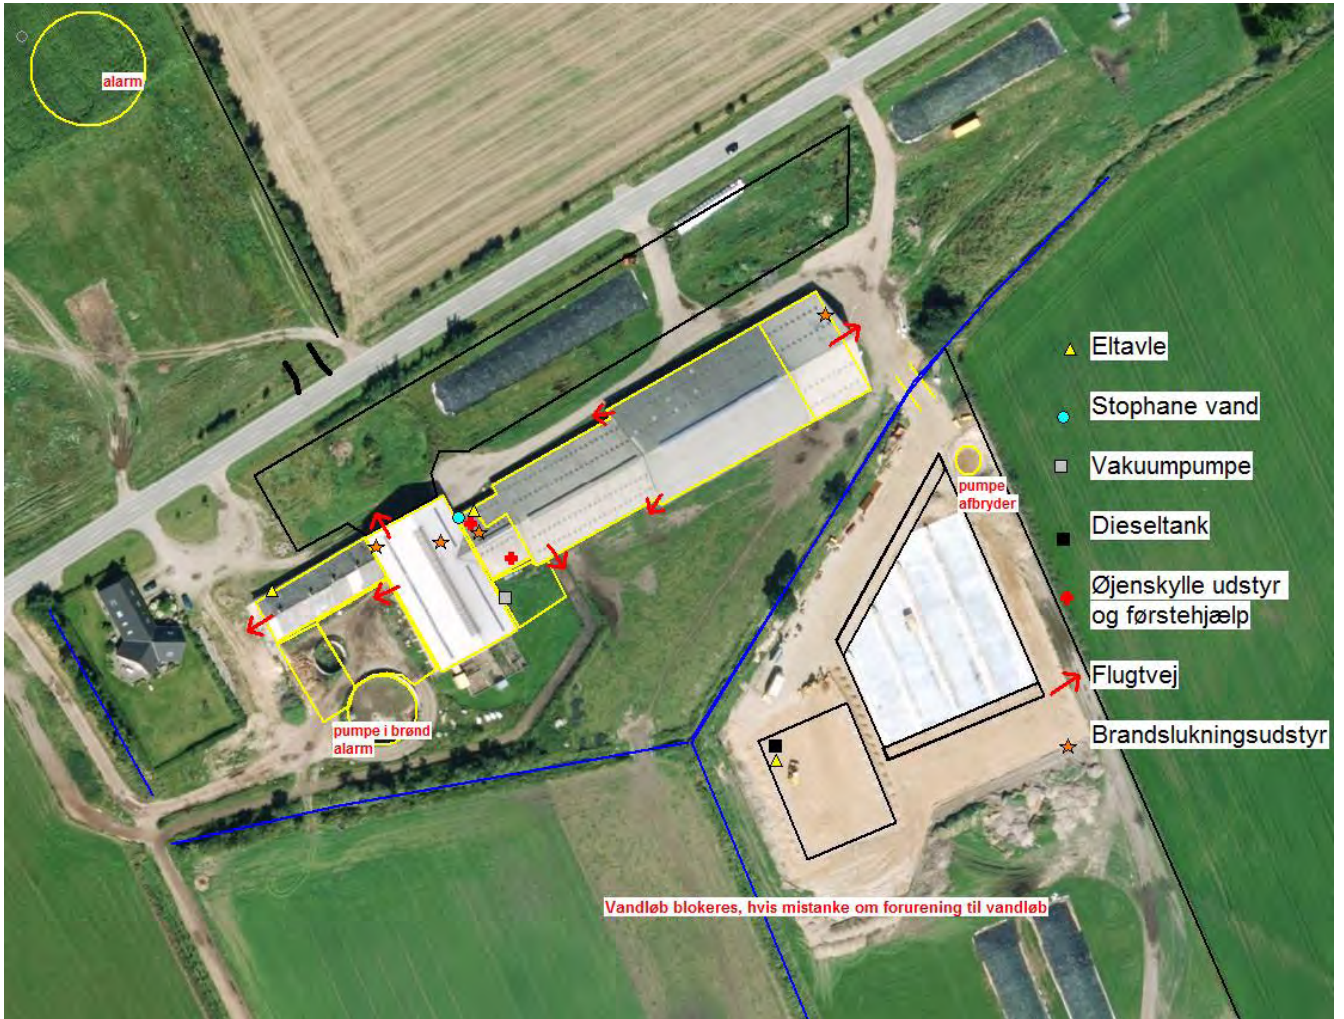 alarm
Eltavle
Stophane vand
Vakuumpumpe
pumpe
afbryder
Dieseltank
Øjenskylle udstyr
og førstehjælp
Flugtvej
pumpe i brønd
alarm
Brandslukningsudstyr
Vandløb blokeres, hvis mistanke om forurening til vandløb